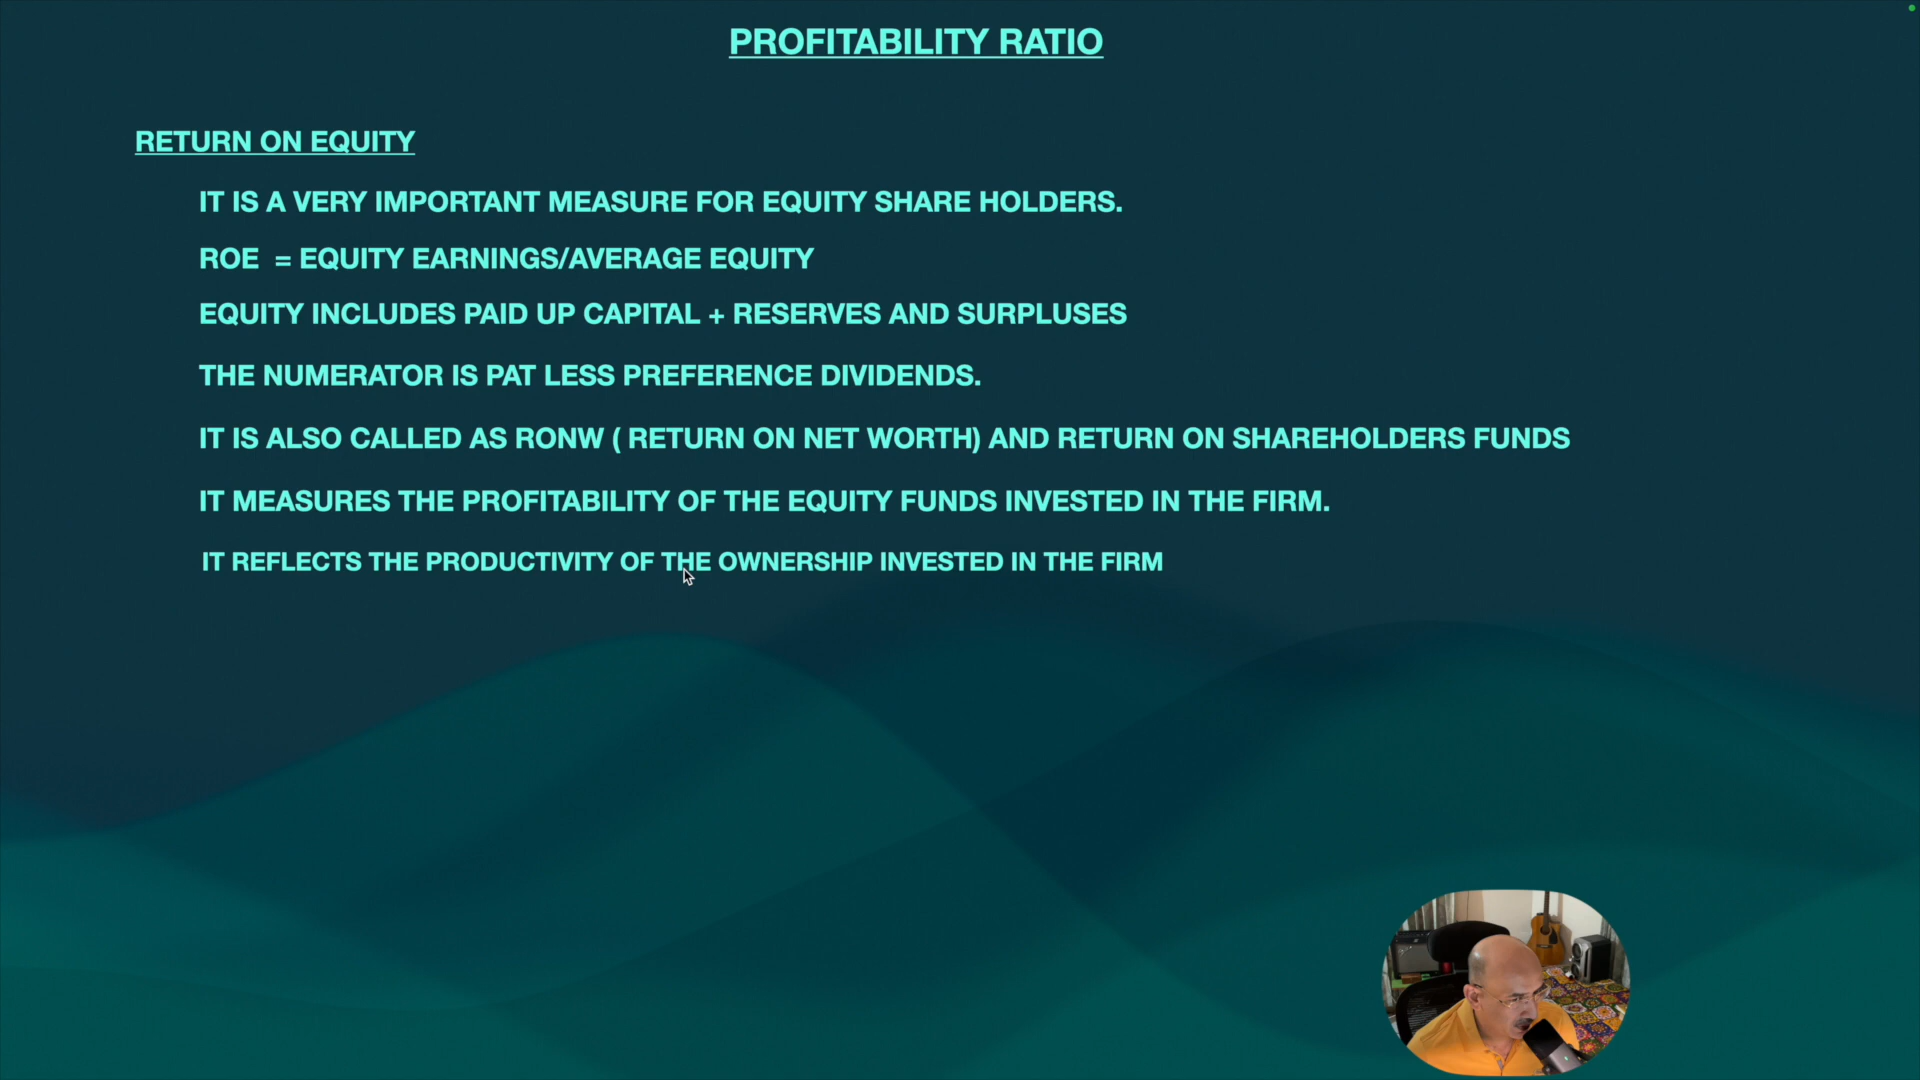 PROFITABILITY RATIO
RETURN ON EQUITY
IT IS A VERY IMPORTANT MEASURE FOR EQUITY SHARE HOLDERS.
ROE = EQUITY EARNINGS/AVERAGE EQUITY
EQUITY INCLUDES PAID UP CAPITAL + RESERVES AND SURPLUSES
THE NUMERATOR IS PAT LESS PREFERENCE DIVIDENDS.
IT IS ALSO CALLED AS RONW ( RETURN ON NET WORTH) AND RETURN ON SHAREHOLDERS FUNDS
IT MEASURES THE PROFITABILITY OF THE EQUITY FUNDS INVESTED IN THE FIRM.
IT REFLECTS THE PRODUCTIVITY OF THE OWNERSHIP INVESTED IN THE FIRM